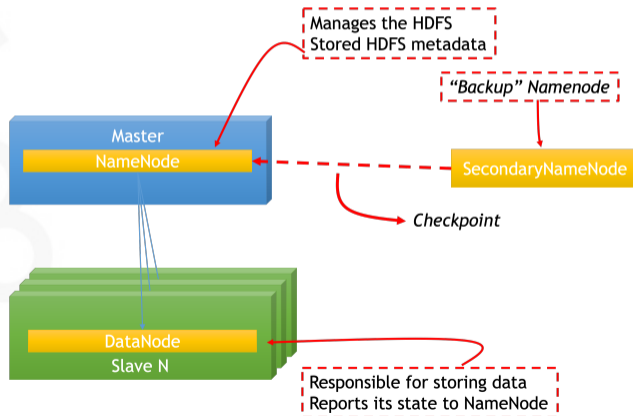 Manages the HDFS
Stored HDFS metadata
“Backup” Namenode
Master
NameNode
SecondaryNameNode
Checkpoint
DataNode
Slave N
Responsible for storing data
Reports its state to NameNode